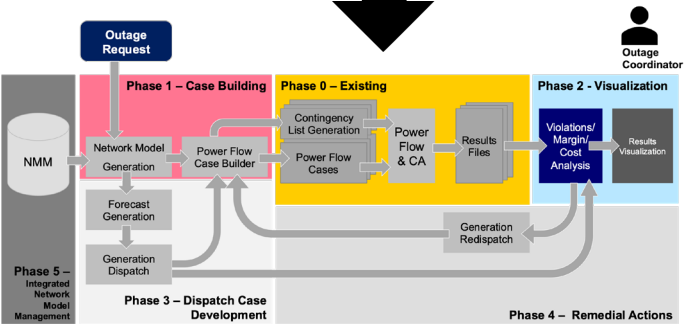 Outage
Request
Outage
Coordinator
Phase 1 – Case Building
Phase 0 – Existing
Phase 2 - Visualization
NMM
Network Model
Generation
Power Flow
Case Builder
Contingency
List Generation
Power Flow
Cases
Power
Flow
& CA
Results
Files
Violations/
Margin/
Cost
Analysis
Results
Visualization
Forecast
Generation
Generation
Dispatch
Generation
Redispatch
Phase 5 –
Integrated
Network
Model
Management
Phase 3 – Dispatch Case
Development
Phase 4 – Remedial Actions